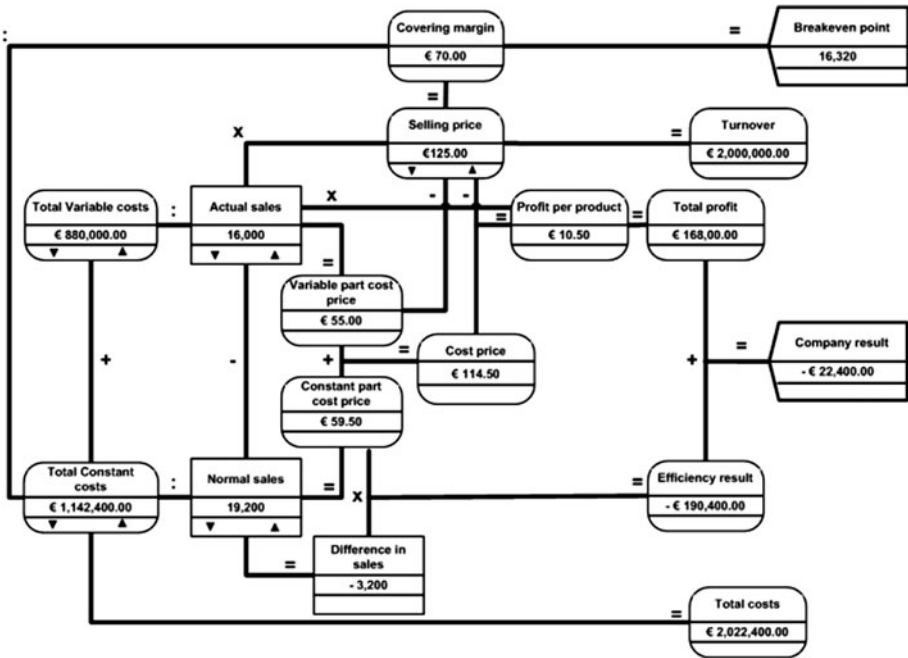 Covering margin
€ 70.00
:
=
Breakeven point
16,320
=
Selling price
€125.00
▼ ▲
x
=
Turnover
€ 2,000,000.00
Total Variable costs
€ 880,000.00
▼ ▲
:
Actual sales
16,000
▼ ▲
x
- -
=
Profit per product
€ 10.50
=
Total profit
€ 168,00.00
=
Variable part cost
price
€ 55.00
+
-
+
=
Cost price
€ 114.50
+
=
Company result
- € 22,400.00
Constant part
cost price
€ 59.50
Total Constant
costs
€ 1,142,400.00
▼ ▲
:
Normal sales
19,200
▼ ▲
=
x
=
Efficiency result
- € 190,400.00
=
Difference in
sales
- 3,200
=
Total costs
€ 2,022,400.00